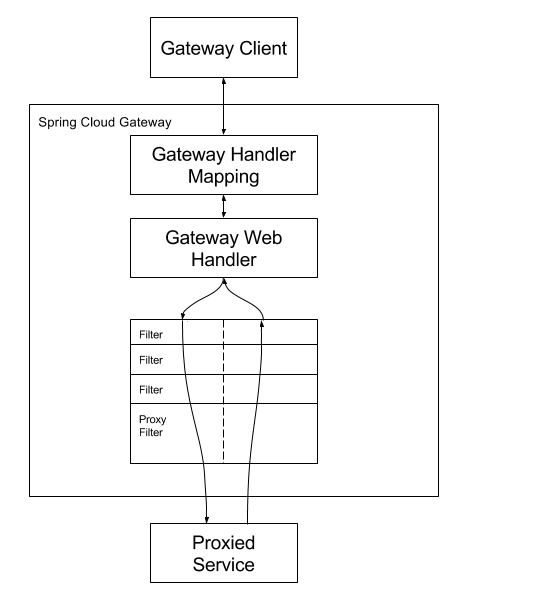 Gateway Client
Spring Cloud Gateway
Gateway Handler
Mapping
Gateway Web
Handler
Filter
Filter
Filter
Proxy
Filter
Proxied
Service